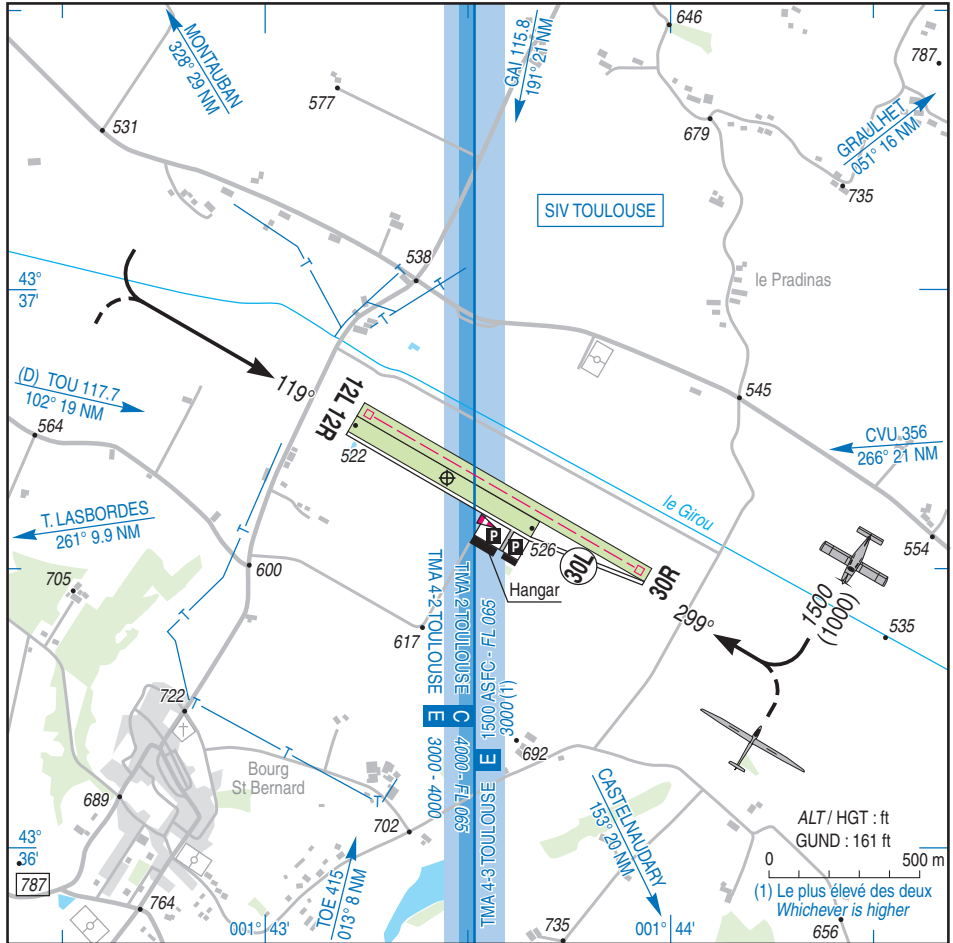 646
787
MONTAUBAN
328° 29 NM
GAI 115.8
191° 21 NM
577
531
679
GRAULHET
051° 16 NM
735
SIV TOULOUSE
538
le Pradinas
43°
37'
T
T
T
T
119°
(D) TOU 117.7
102° 19 NM
564
12L 12R
545
CVU 356
266° 21 NM
522
le Girou
T. LASBORDES
261° 9.9 NM
T
P
P
526
30L
30R
554
705
600
Hangar
299°
1500
(1000)
535
617
TMA 4-2 TOULOUSE E 3000 - 4000
TMA 2 TOULOUSE C 4000 - FL 065
TMA 4-3 TOULOUSE E 1500 ASFC - FL 065
3000 (1)
T
722
T
692
Bourg
St Bernard
T
T
689
702
CASTELNAUDARY
153° 20 NM
ALT / HGT : ft
GUND : 161 ft
0 500 m
43°
36'
787
764
TOE 415
013° 8 NM
(1) Le plus élevé des deux
Whichever is higher
001° 43'
735
001° 44'
656